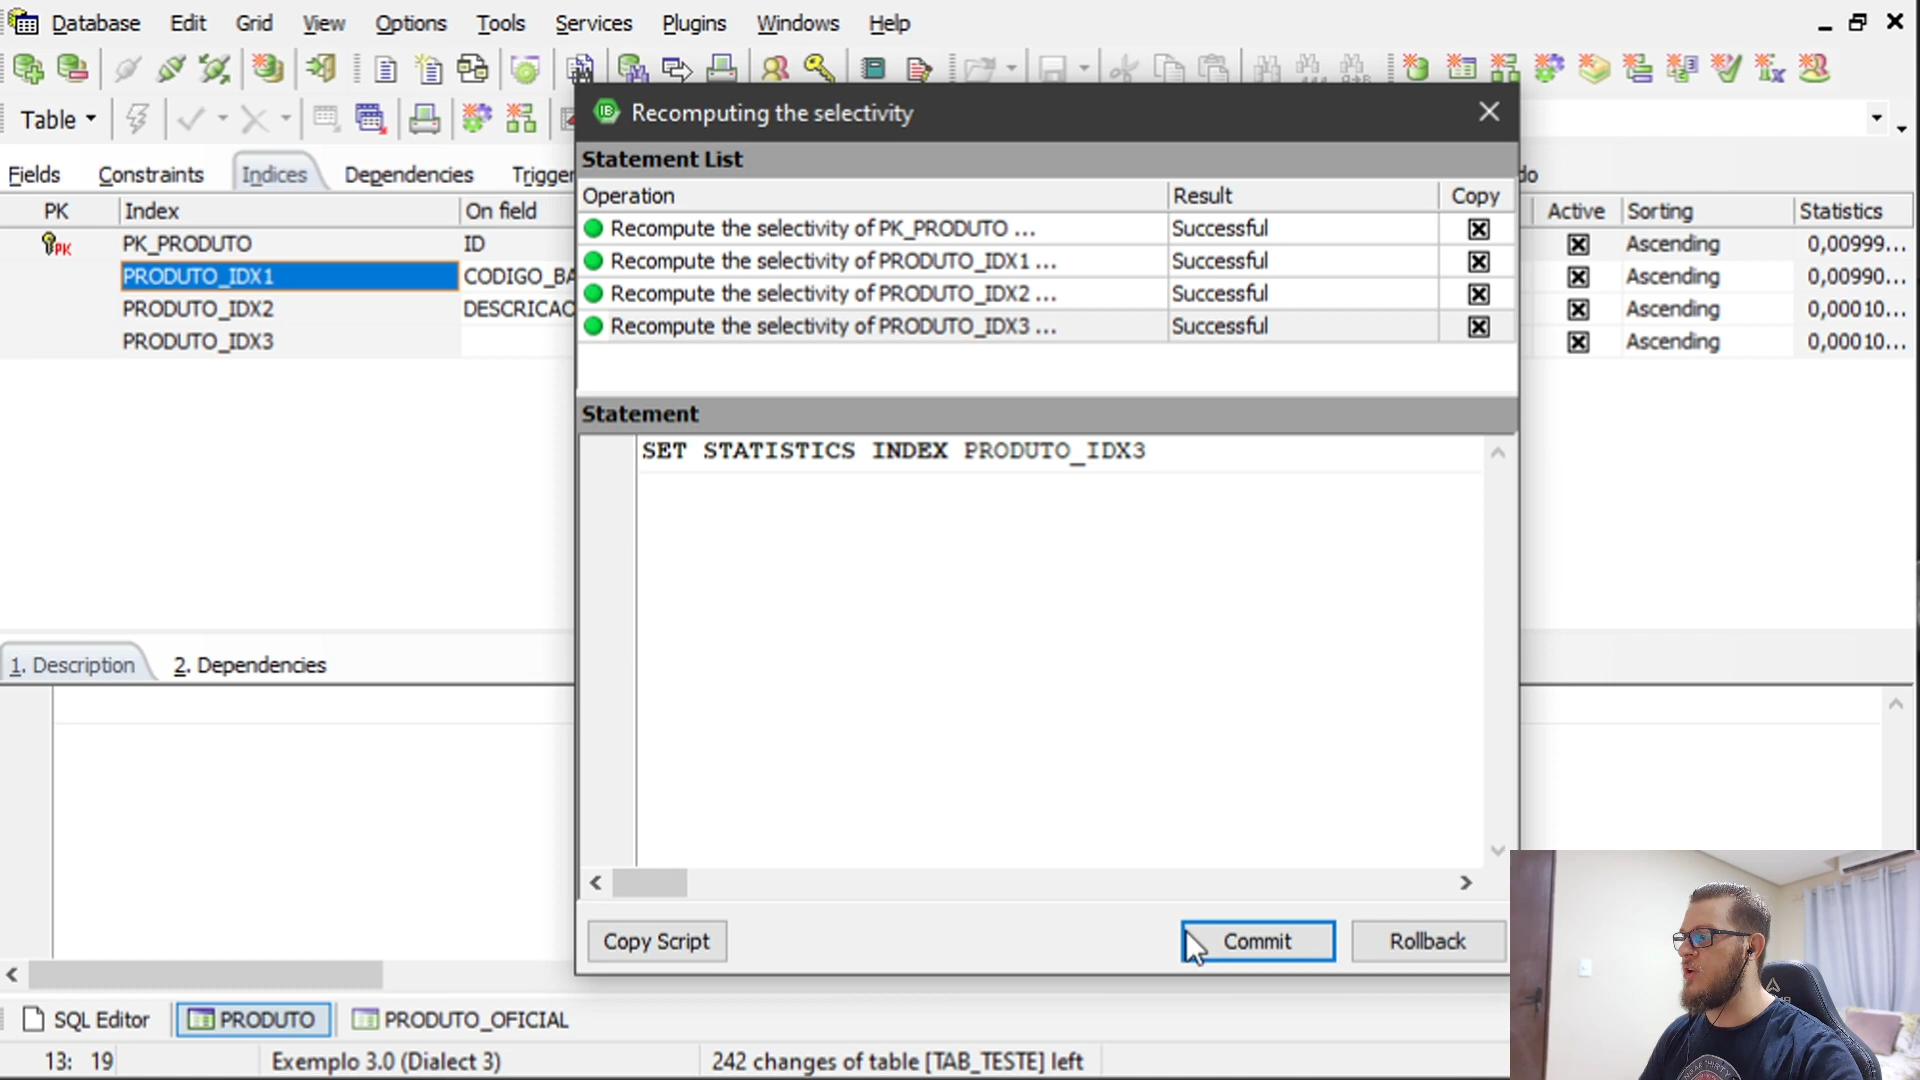 Database Edit Grid View Options Tools Services Plugins Windows Help
Table
Recomputing the selectivity
Fields Constraints Indices Dependencies Trigger
do
PK Index On field
Active Sorting Statistics
PK PK_PRODUTO ID
Ascending 0,00999...
PRODUTO_IDX1 CODIGO_BA
Ascending 0,00990...
PRODUTO_IDX2 DESCRICAO
Ascending 0,00010...
PRODUTO_IDX3
Ascending 0,00010...
Statement List
Operation Result Copy
Recompute the selectivity of PK_PRODUTO ... Successful
Recompute the selectivity of PRODUTO_IDX1 ... Successful
Recompute the selectivity of PRODUTO_IDX2 ... Successful
Recompute the selectivity of PRODUTO_IDX3 ... Successful
Statement
SET STATISTICS INDEX PRODUTO_IDX3
1. Description 2. Dependencies
Copy Script Commit Rollback
SQL Editor PRODUTO PRODUTO_OFICIAL
13: 19 Exemplo 3.0 (Dialect 3) 242 changes of table [TAB_TESTE] left